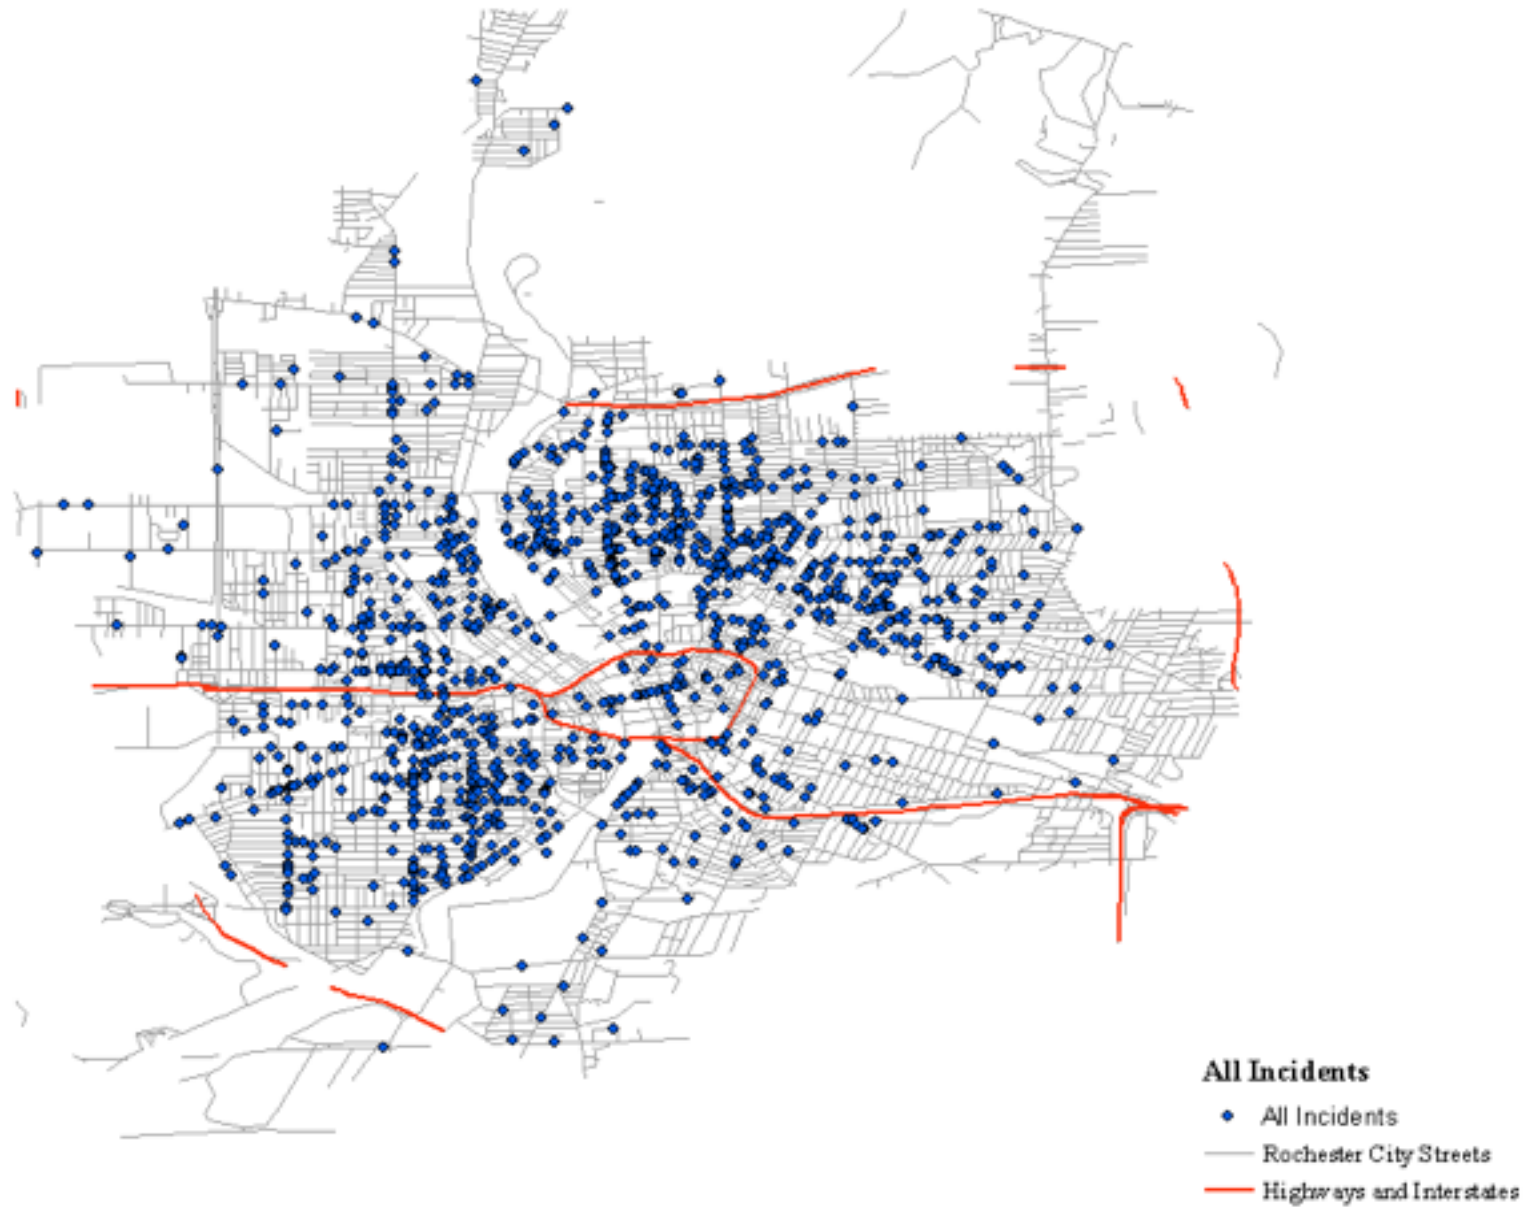 All Incidents
All Incidents
Rochester City Streets
Highways and Interstates